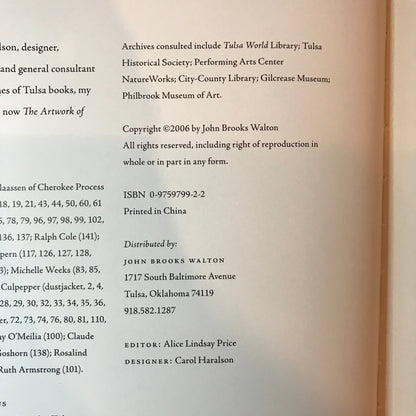 lson, designer,
and general consultant
nes of Tulsa books, my
now The Artwork of
laassen of Cherokee Process
18, 19, 21, 43, 44, 50, 60, 61
5, 78, 79, 96, 97, 98, 99, 102,
136, 137; Ralph Cole (141);
pern (117, 126, 127, 128,
3); Michelle Weeks (83, 85,
Culpepper (dustjacket, 2, 4,
28, 29, 30, 32, 33, 34, 35, 36,
er, 72, 73, 74, 76, 80, 81, 110,
ay O'Meilia (100); Claude
Goshorn (138); Rosalind
Ruth Armstrong (101).
NS
Archives consulted include Tulsa World Library; Tulsa
Historical Society; Performing Arts Center
NatureWorks; City-County Library; Gilcrease Museum;
Philbrook Museum of Art.
Copyright ©2006 by John Brooks Walton
All rights reserved, including right of reproduction in
whole or in part in any form.
ISBN 0-9759799-2-2
Printed in China
Distributed by:
JOHN BROOKS WALTON
1717 South Baltimore Avenue
Tulsa, Oklahoma 74119
918.582.1287
EDITOR: Alice Lindsay Price
DESIGNER: Carol Haralson